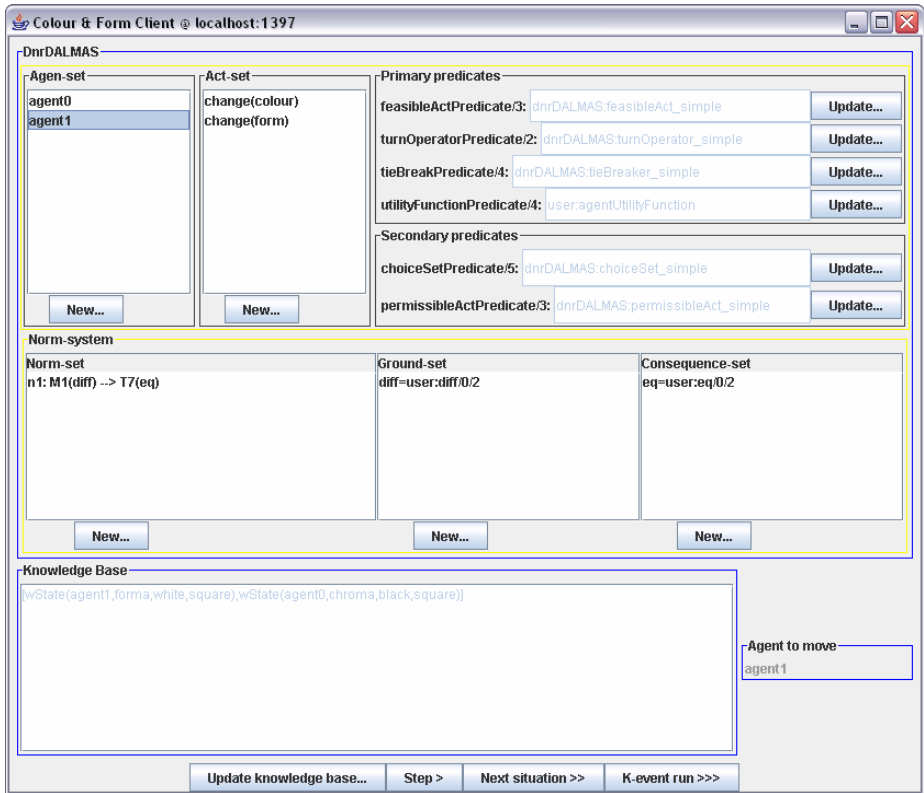 Colour & Form Client @ localhost:1397
DnrDALMAS
Agen-set
agent0
agent1
New...
Act-set
change(colour)
change(form)
New...
Primary predicates
feasibleActPredicate/3: dnrDALMAS:feasibleAct_simple Update...
turnOperatorPredicate/2: dnrDALMAS:turnOperator_simple Update...
tieBreakPredicate/4: dnrDALMAS:tieBreaker_simple Update...
utilityFunctionPredicate/4: user:agentUtilityFunction Update...
Secondary predicates
choiceSetPredicate/5: dnrDALMAS:choiceSet_simple Update...
permissibleActPredicate/3: dnrDALMAS:permissibleAct_simple Update...
Norm-system
Norm-set Ground-set Consequence-set
n1: M1(diff) --> T7(eq) diff=user:diff/0/2 eq=user:eq/0/2
New... New... New...
Knowledge Base
[wState(agent1,forma,white,square),wState(agent0,chroma,black,square)]
Agent to move
agent1
Update knowledge base... Step > Next situation >> K-event run >>>